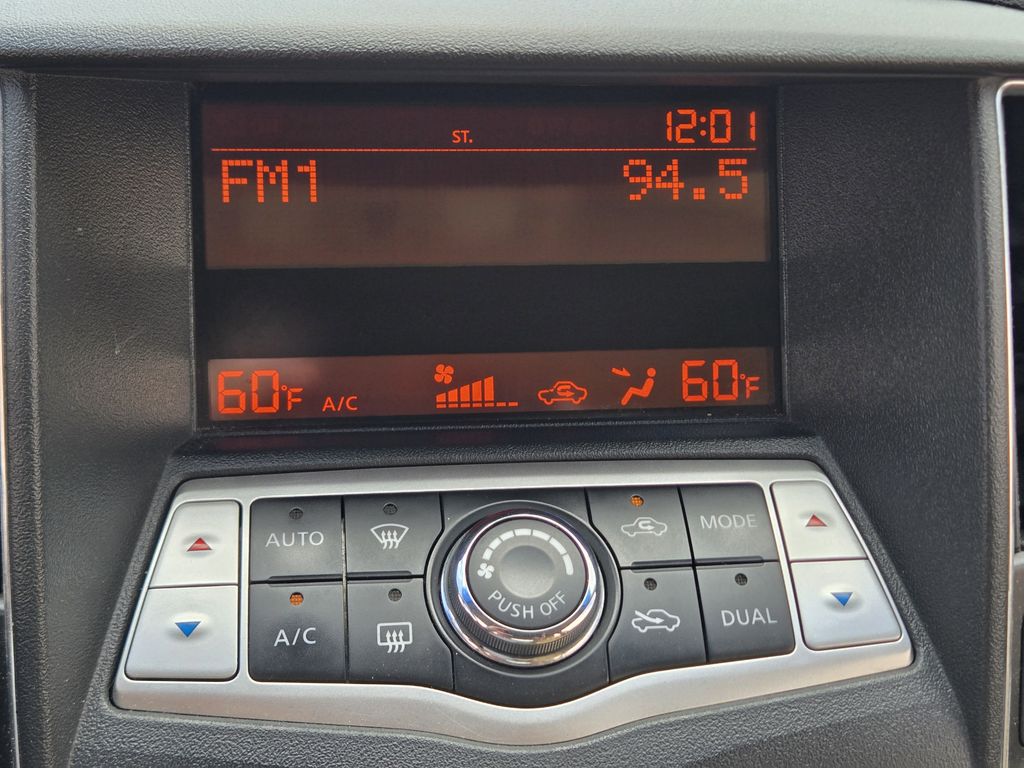 ST. 12:01
FM1 94.5
60°F A/C 60°F
AUTO MODE
PUSH OFF
A/C DUAL